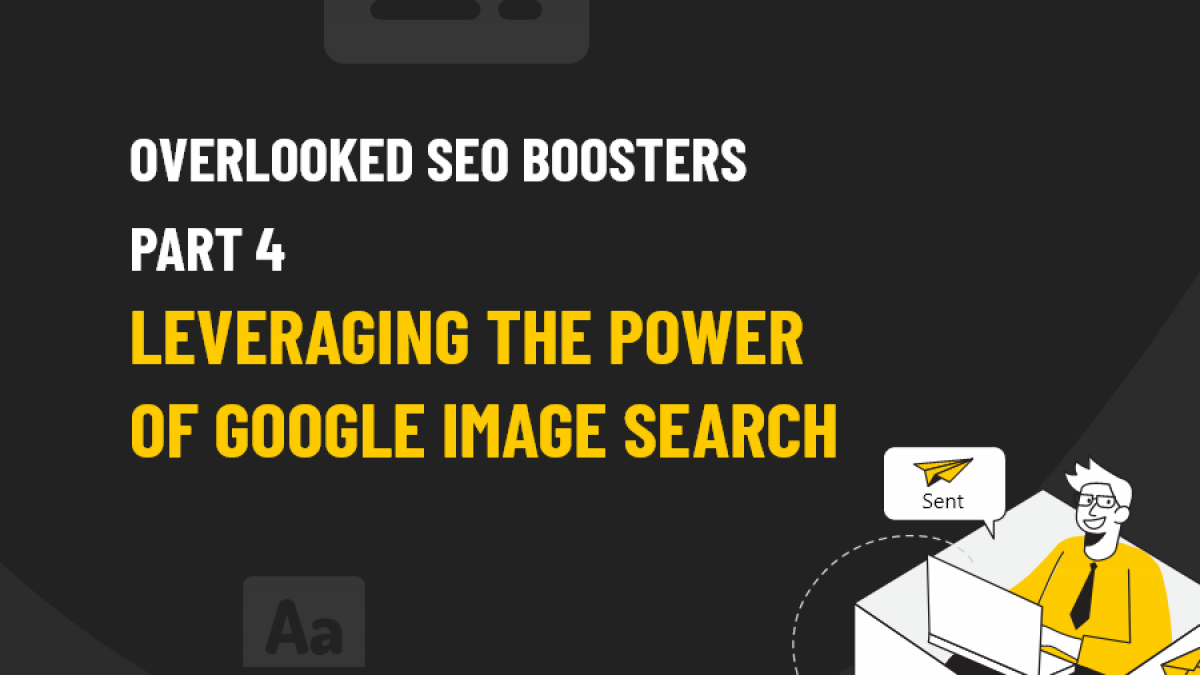 OVERLOOKED SEO BOOSTERS
PART 4
LEVERAGING THE POWER
OF GOOGLE IMAGE SEARCH
Sent
Aa